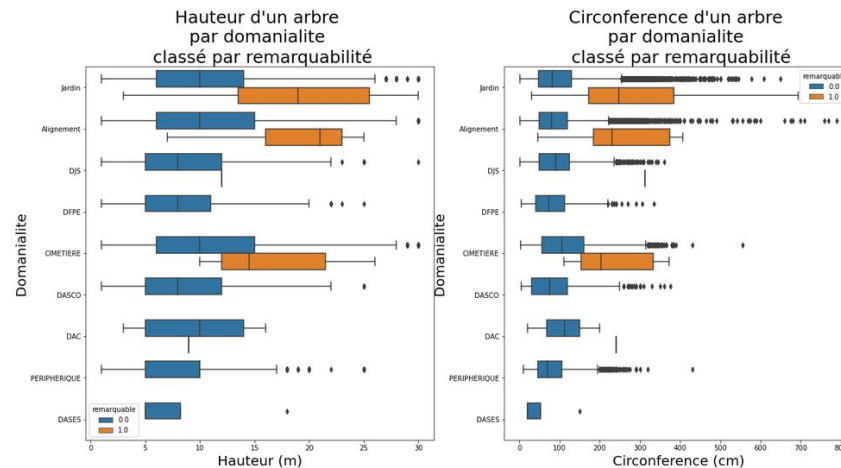 Hauteur d'un arbre
par domanialite
classé par remarquabilité
Domanialite
Jardin
Alignement
DJS
DFPE
CIMETIERE
DASCO
DAC
PERIPHERIQUE
DASES
remarquable
0.0
1.0
0 5 10 15 20 25 30
Hauteur (m)
Circonference d'un arbre
par domanialite
classé par remarquabilité
Domanialite
Jardin
Alignement
DJS
DFPE
CIMETIERE
DASCO
DAC
PERIPHERIQUE
DASES
remarquable
0.0
1.0
0 100 200 300 400 500 600 700 800
Circonference (cm)